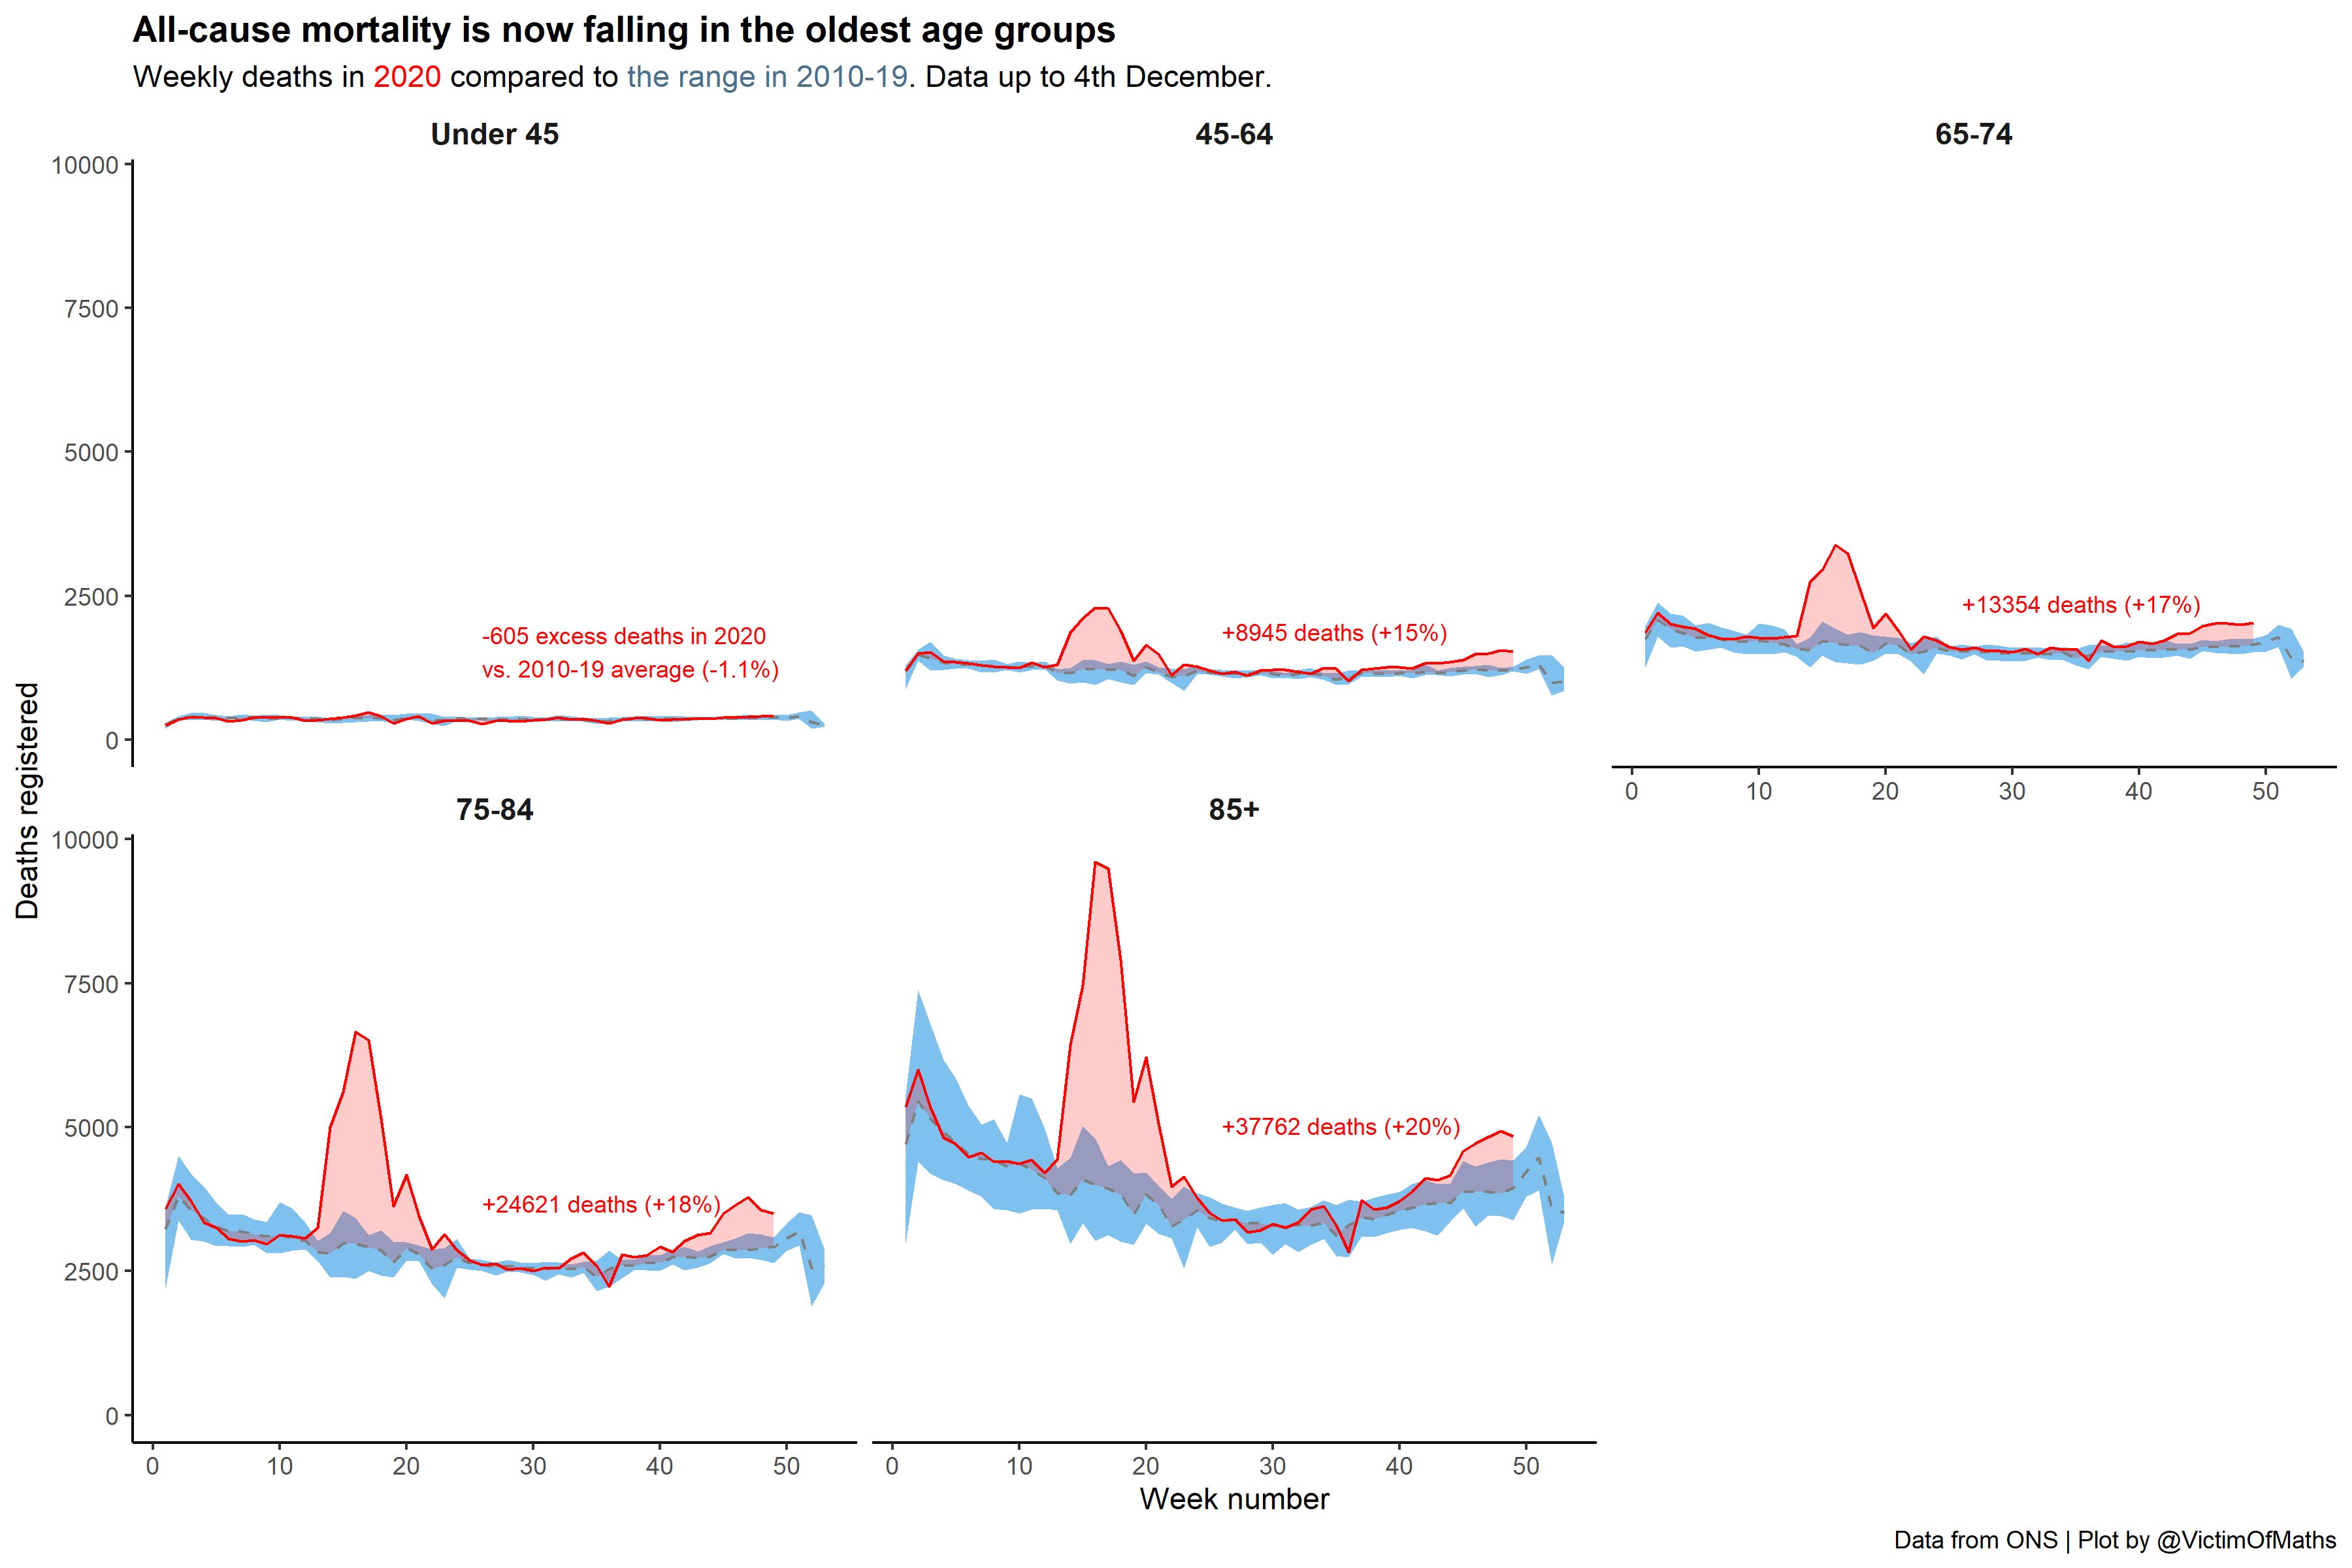 All-cause mortality is now falling in the oldest age groups
Weekly deaths in 2020 compared to the range in 2010-19. Data up to 4th December.
Under 45
45-64
65-74
10000
7500
5000
2500
0
-605 excess deaths in 2020
vs. 2010-19 average (-1.1%)
+8945 deaths (+15%)
+13354 deaths (+17%)
0 10 20 30 40 50
Deaths registered
75-84
85+
10000
7500
5000
2500
0
+24621 deaths (+18%)
+37762 deaths (+20%)
0 10 20 30 40 50
0 10 20 30 40 50
Week number
Data from ONS | Plot by @VictimOfMaths